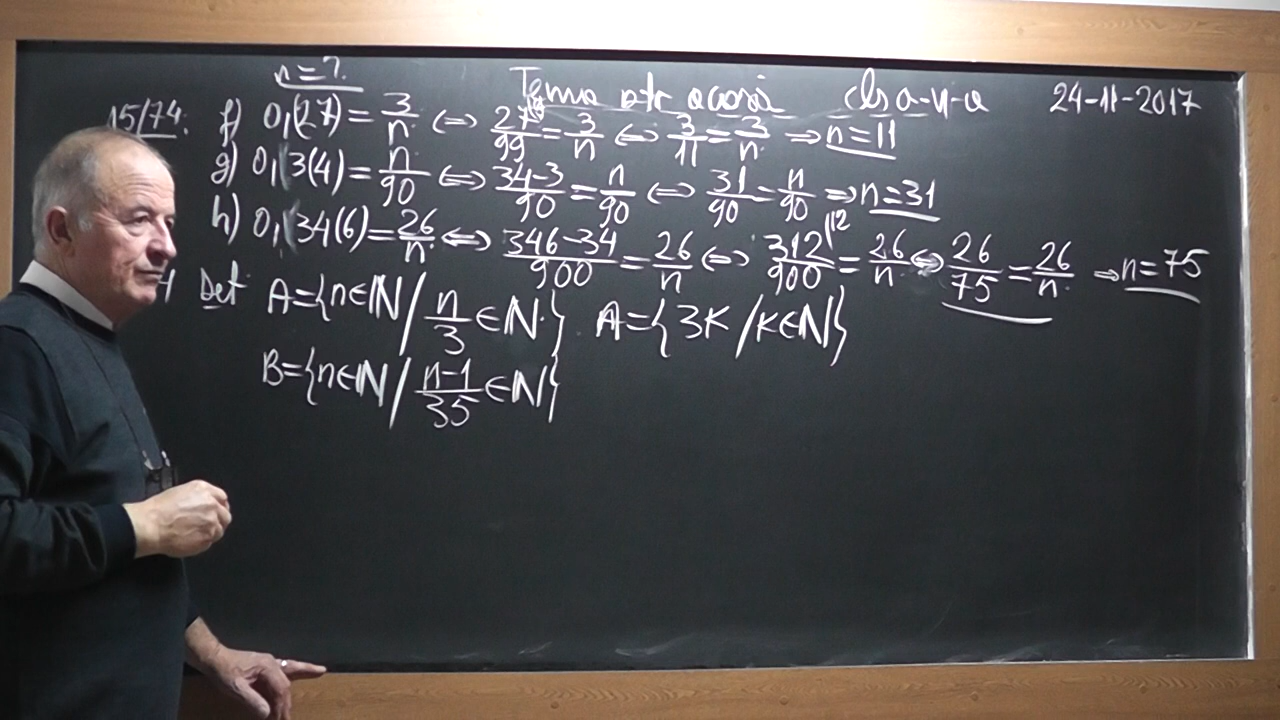 n=?
Tema ptr acasă cls a-V-a 24-11-2017
15/74: f) 0,(27)=3/n ⇔ 27/99=3/n ⇔ 3/11=3/n ⇒ n=11
g) 0,3(4)=n/90 ⇔ 34-3/90=n/90 ⇔ 31/90=n/90 ⇒ n=31
h) 0,34(6)=26/n ⇔ 346-34/900=26/n ⇔ 312/900|12=26/n ⇔ 26/75=26/n ⇒ n=75
4 Det A={n∈ℕ/ n/3∈ℕ} A={3K/K∈ℕ}
B={n∈ℕ/ n-1/35∈ℕ}